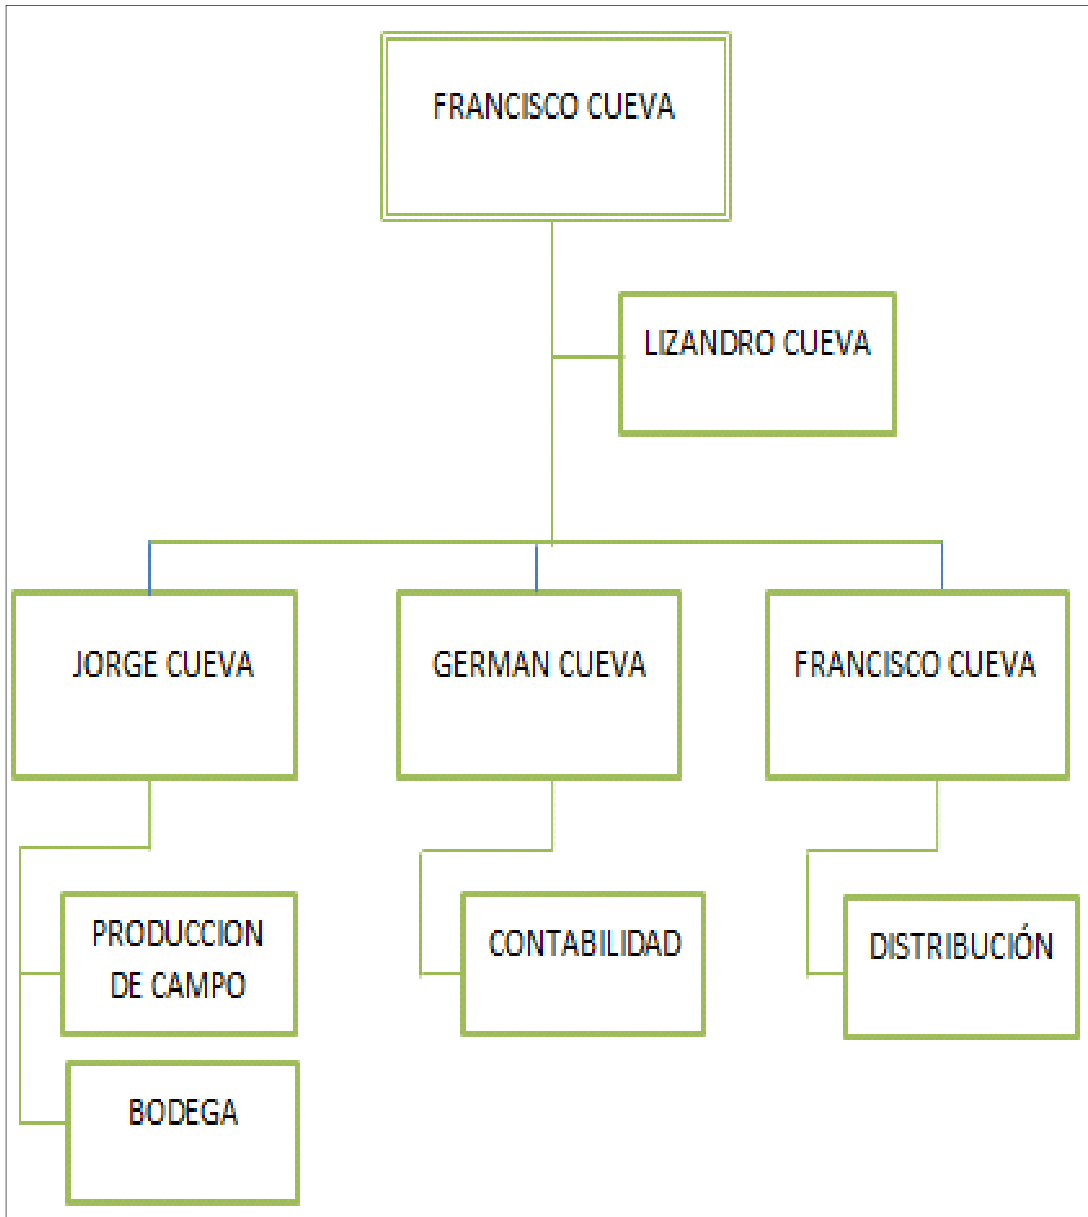 FRANCISCO CUEVA
LIZANDRO CUEVA
JORGE CUEVA
GERMAN CUEVA
FRANCISCO CUEVA
PRODUCCION
DE CAMPO
CONTABILIDAD
DISTRIBUCIÓN
BODEGA